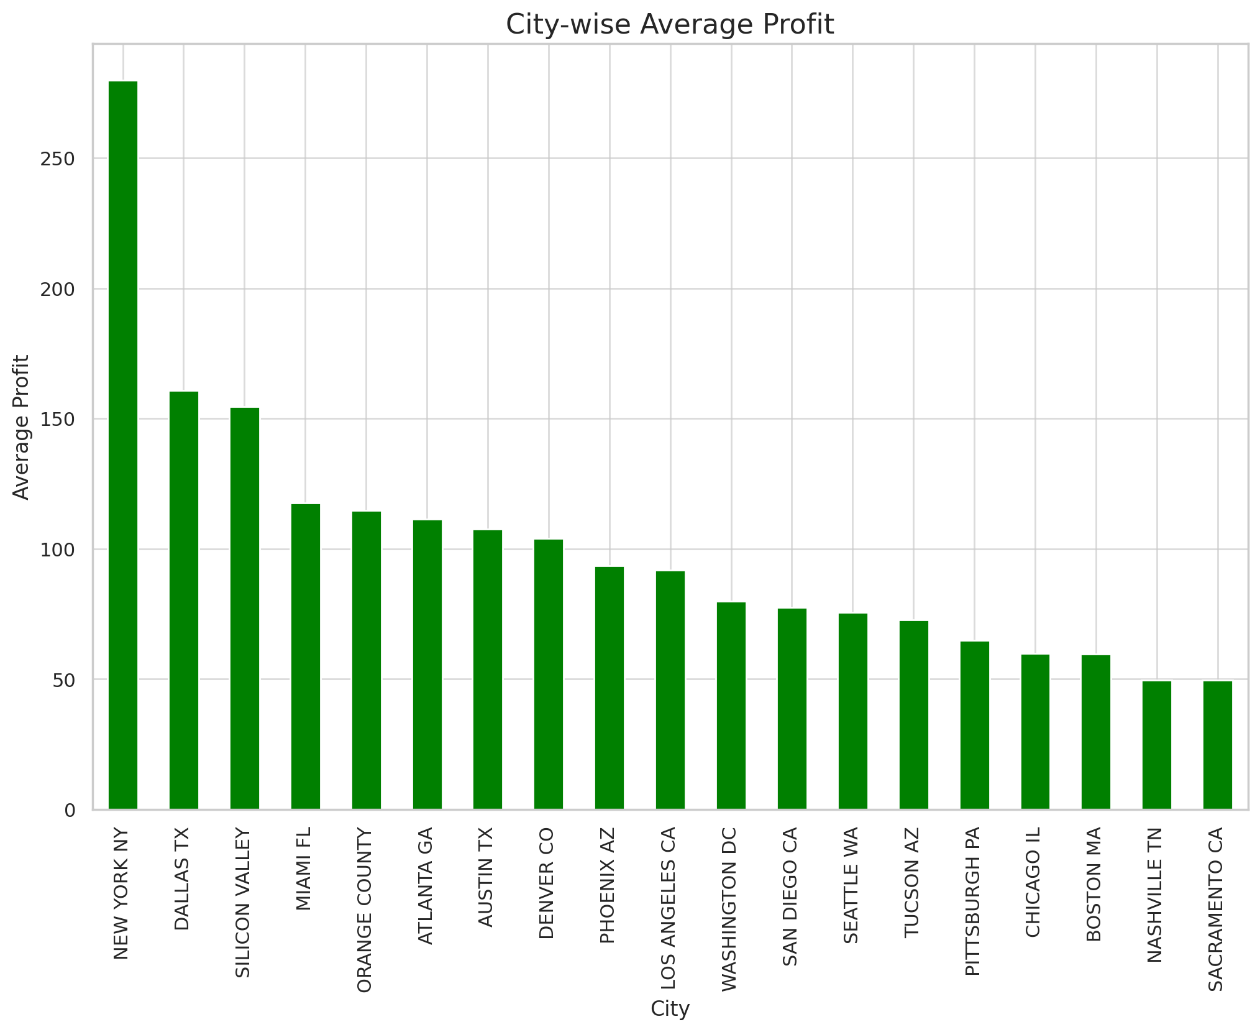 City-wise Average Profit
Average Profit
250
200
150
100
50
0
NEW YORK NY
DALLAS TX
SILICON VALLEY
MIAMI FL
ORANGE COUNTY
ATLANTA GA
AUSTIN TX
DENVER CO
PHOENIX AZ
LOS ANGELES CA
WASHINGTON DC
SAN DIEGO CA
SEATTLE WA
TUCSON AZ
PITTSBURGH PA
CHICAGO IL
BOSTON MA
NASHVILLE TN
SACRAMENTO CA
City